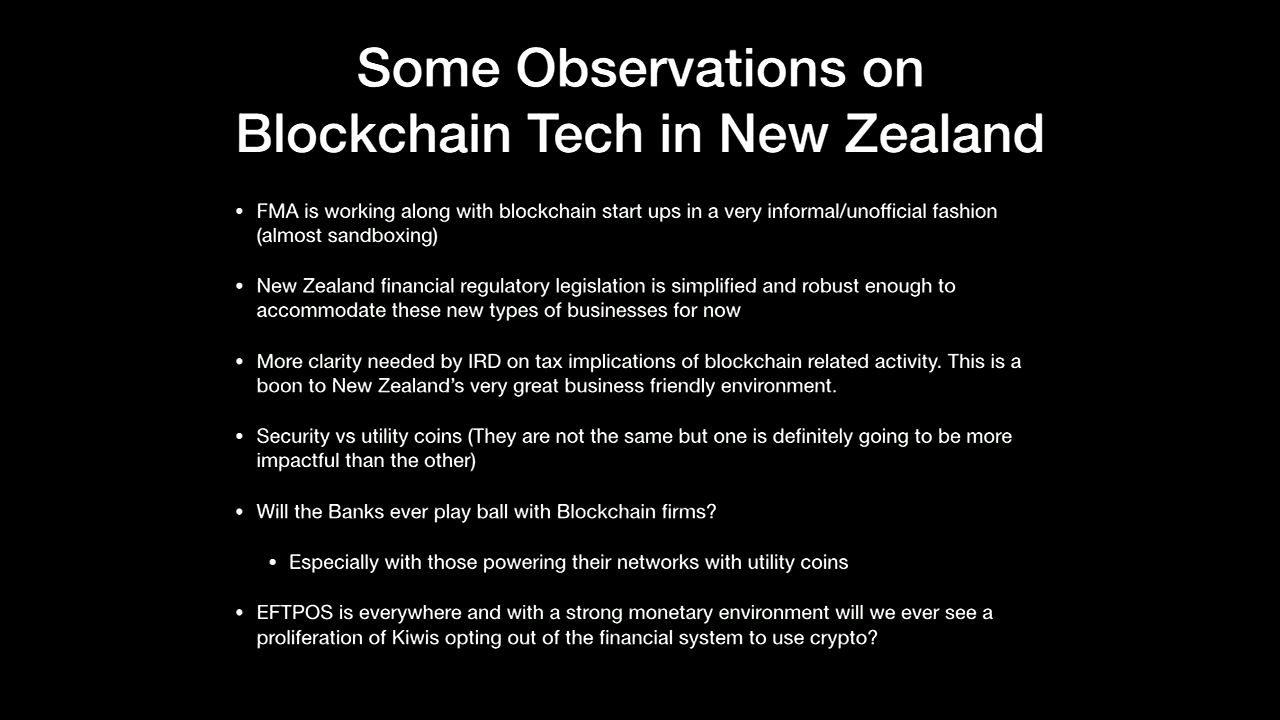 Some Observations on
Blockchain Tech in New Zealand
• FMA is working along with blockchain start ups in a very informal/unofficial fashion
(almost sandboxing)
• New Zealand financial regulatory legislation is simplified and robust enough to
accommodate these new types of businesses for now
• More clarity needed by IRD on tax implications of blockchain related activity. This is a
boon to New Zealand’s very great business friendly environment.
• Security vs utility coins (They are not the same but one is definitely going to be more
impactful than the other)
• Will the Banks ever play ball with Blockchain firms?
• Especially with those powering their networks with utility coins
• EFTPOS is everywhere and with a strong monetary environment will we ever see a
proliferation of Kiwis opting out of the financial system to use crypto?